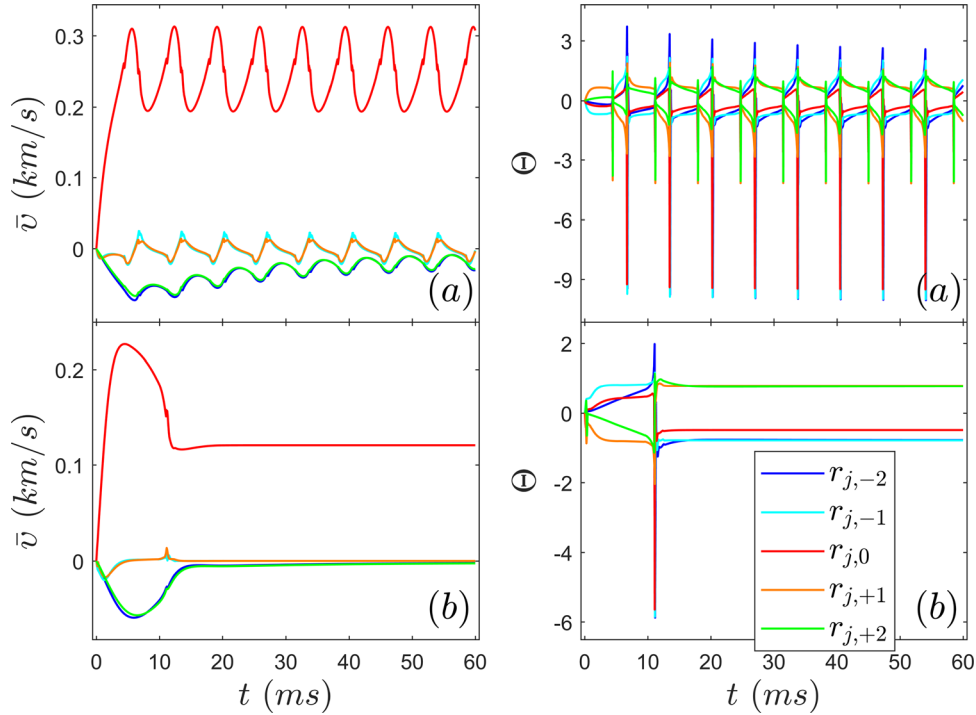 0.3
0.2
0.1
0
v̄ (km/s)
(a)
3
0
-3
-6
-9
Θ
(a)
0.2
0.1
0
v̄ (km/s)
(b)
0 10 20 30 40 50 60
t (ms)
2
0
-2
-4
-6
Θ
r_{j,-2}
r_{j,-1}
r_{j,0}
r_{j,+1}
r_{j,+2}
(b)
0 10 20 30 40 50 60
t (ms)